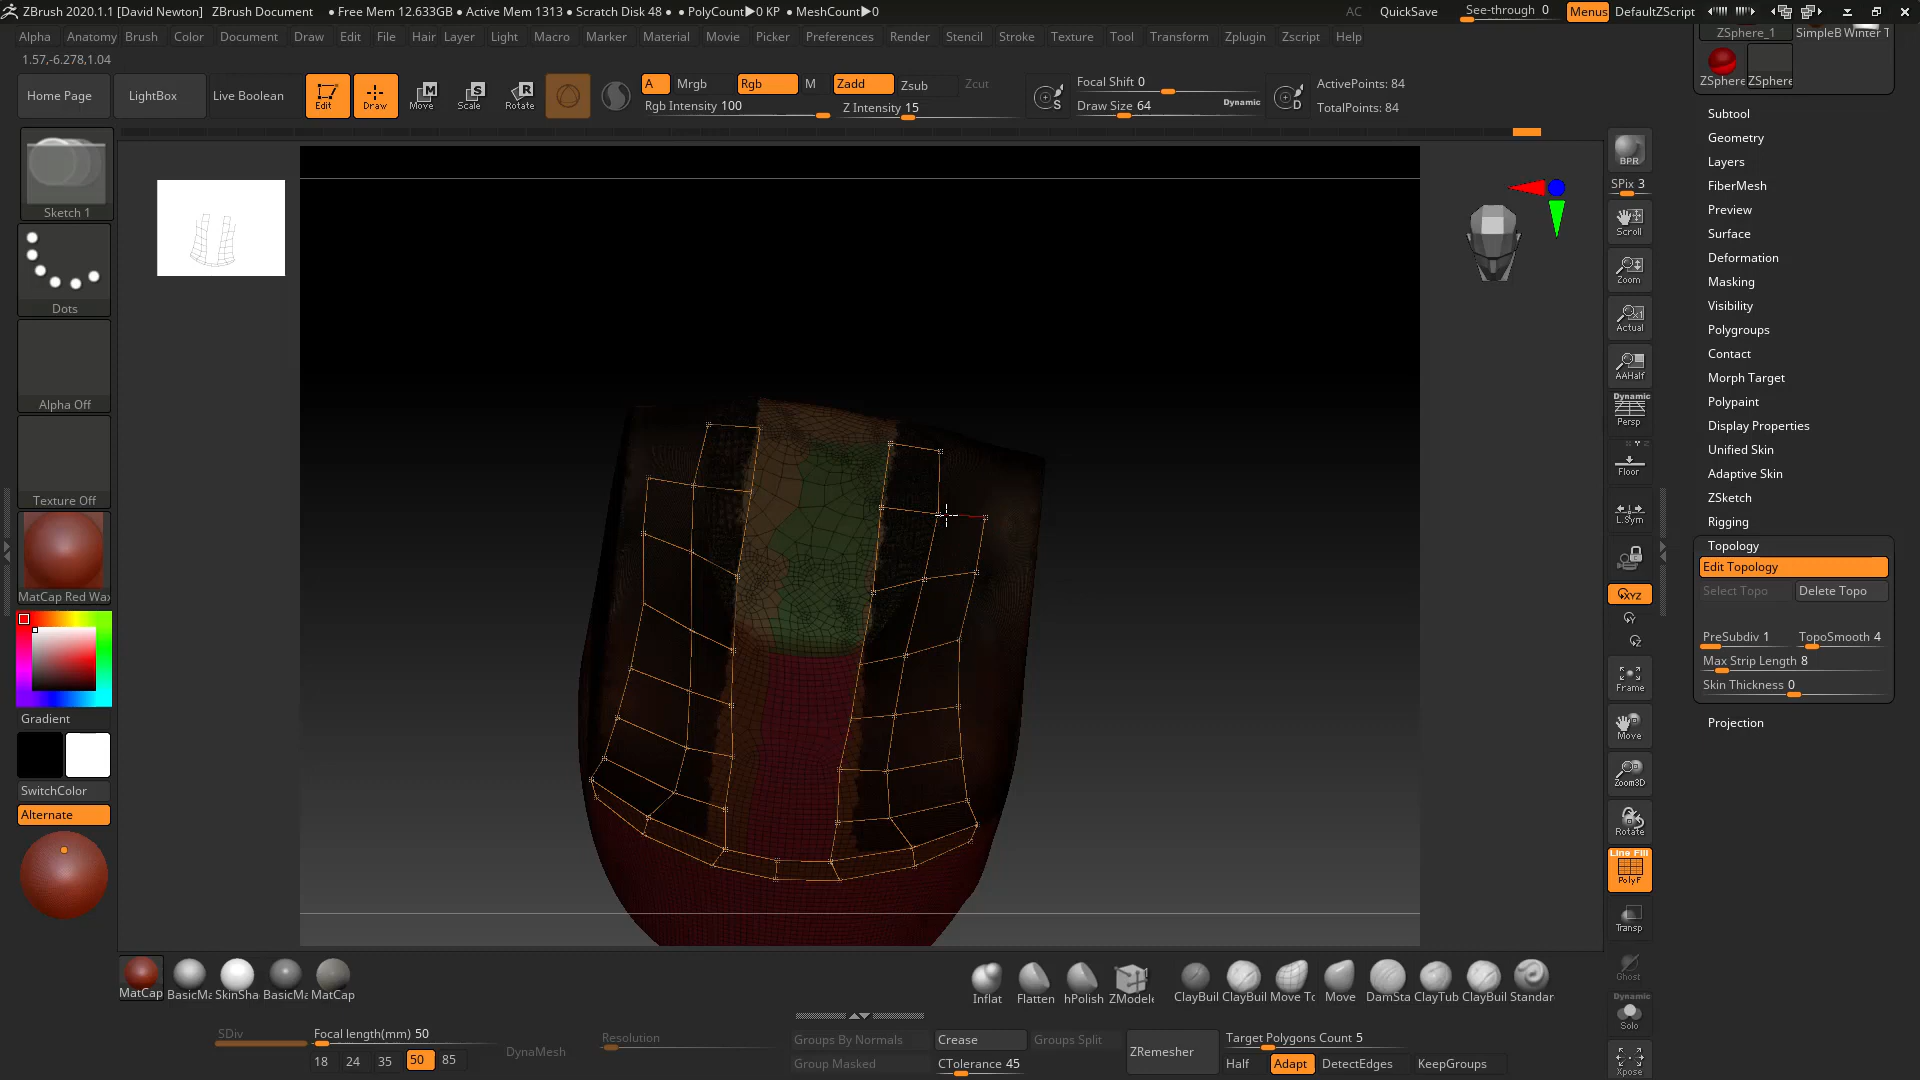 ZBrush 2020.1.1 [David Newton] ZBrush Document • Free Mem 12.633GB • Active Mem 1313 • Scratch Disk 48 • • PolyCount▶0 KP • MeshCount▶0
AC QuickSave See-through 0 Menus DefaultZScript
Alpha Anatomy Brush Color Document Draw Edit File Hair Layer Light Macro Marker Material Movie Picker Preferences Render Stencil Stroke Texture Tool Transform Zplugin Zscript Help
1.57,-6.278,1.04
Home Page LightBox Live Boolean
Edit Draw Move Scale Rotate
A Mrgb Rgb M Zadd Zsub Zcut
Rgb Intensity 100 Z Intensity 15
S
Focal Shift 0
Draw Size 64 Dynamic
D
ActivePoints: 84
TotalPoints: 84
Sketch 1
Dots
Alpha Off
Texture Off
MatCap Red Wax
Gradient
SwitchColor
Alternate
BPR
SPix 3
Scroll
Zoom
Actual
AAHalf
Dynamic
Persp
Floor
L.Sym
XYZ
Y
Z
Frame
Move
Zoom3D
Rotate
Line Fill
PolyF
Transp
Ghost
Dynamic
Solo
Xpose
ZSphere_1 SimpleB Winter T
ZSphere ZSphere
Subtool
Geometry
Layers
FiberMesh
Preview
Surface
Deformation
Masking
Visibility
Polygroups
Contact
Morph Target
Polypaint
Display Properties
Unified Skin
Adaptive Skin
ZSketch
Rigging
Topology
Edit Topology
Select Topo Delete Topo
PreSubdiv 1 TopoSmooth 4
Max Strip Length 8
Skin Thickness 0
Projection
MatCap BasicMa SkinSha BasicMa MatCap
Inflat Flatten hPolish ZModele ClayBuil ClayBuil Move To Move DamSta ClayTub ClayBuil Standar
SDiv
Focal length(mm) 50
18 24 35 50 85
DynaMesh
Resolution
Groups By Normals Crease Groups Split
Group Masked CTolerance 45
ZRemesher
Target Polygons Count 5
Half Adapt DetectEdges KeepGroups